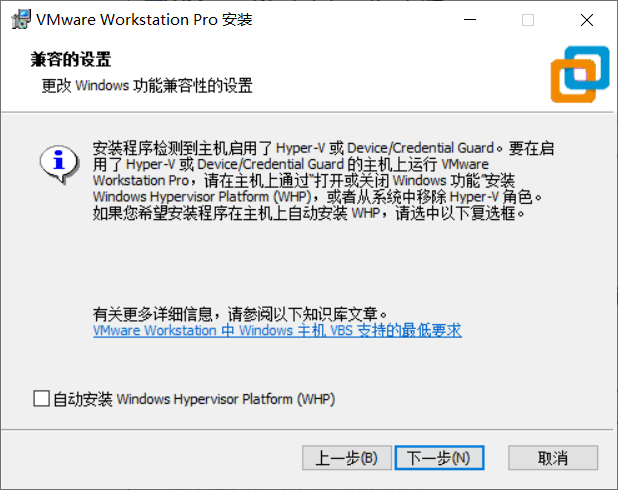 VMware Workstation Pro 安装
兼容的设置
更改 Windows 功能兼容性的设置
安装程序检测到主机启用了 Hyper-V 或 Device/Credential Guard。要在启
用了 Hyper-V 或 Device/Credential Guard 的主机上运行 VMware
Workstation Pro，请在主机上通过“打开或关闭 Windows 功能”安装
Windows Hypervisor Platform (WHP)，或者从系统中移除 Hyper-V 角色。
如果您希望安装程序在主机上自动安装 WHP，请选中以下复选框。
有关更多详细信息，请参阅以下知识库文章。
VMware Workstation 中 Windows 主机 VBS 支持的最低要求
自动安装 Windows Hypervisor Platform (WHP)
上一步(B) 下一步(N) 取消